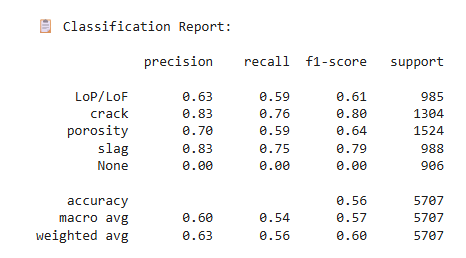 📋 Classification Report:
precision recall f1-score support
LoP/LoF 0.63 0.59 0.61 985
crack 0.83 0.76 0.80 1304
porosity 0.70 0.59 0.64 1524
slag 0.83 0.75 0.79 988
None 0.00 0.00 0.00 906
accuracy 0.56 5707
macro avg 0.60 0.54 0.57 5707
weighted avg 0.63 0.56 0.60 5707